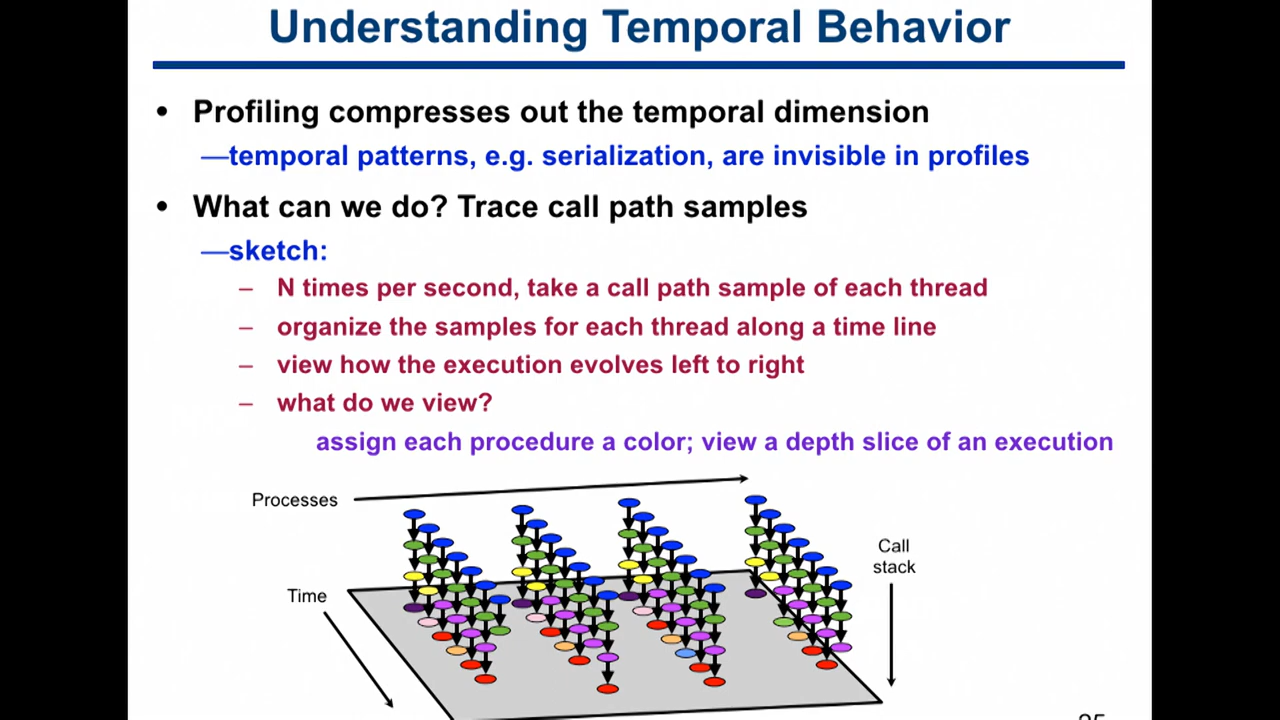 Understanding Temporal Behavior
• Profiling compresses out the temporal dimension
—temporal patterns, e.g. serialization, are invisible in profiles
• What can we do? Trace call path samples
—sketch:
– N times per second, take a call path sample of each thread
– organize the samples for each thread along a time line
– view how the execution evolves left to right
– what do we view?
assign each procedure a color; view a depth slice of an execution
Processes
Call
stack
Time